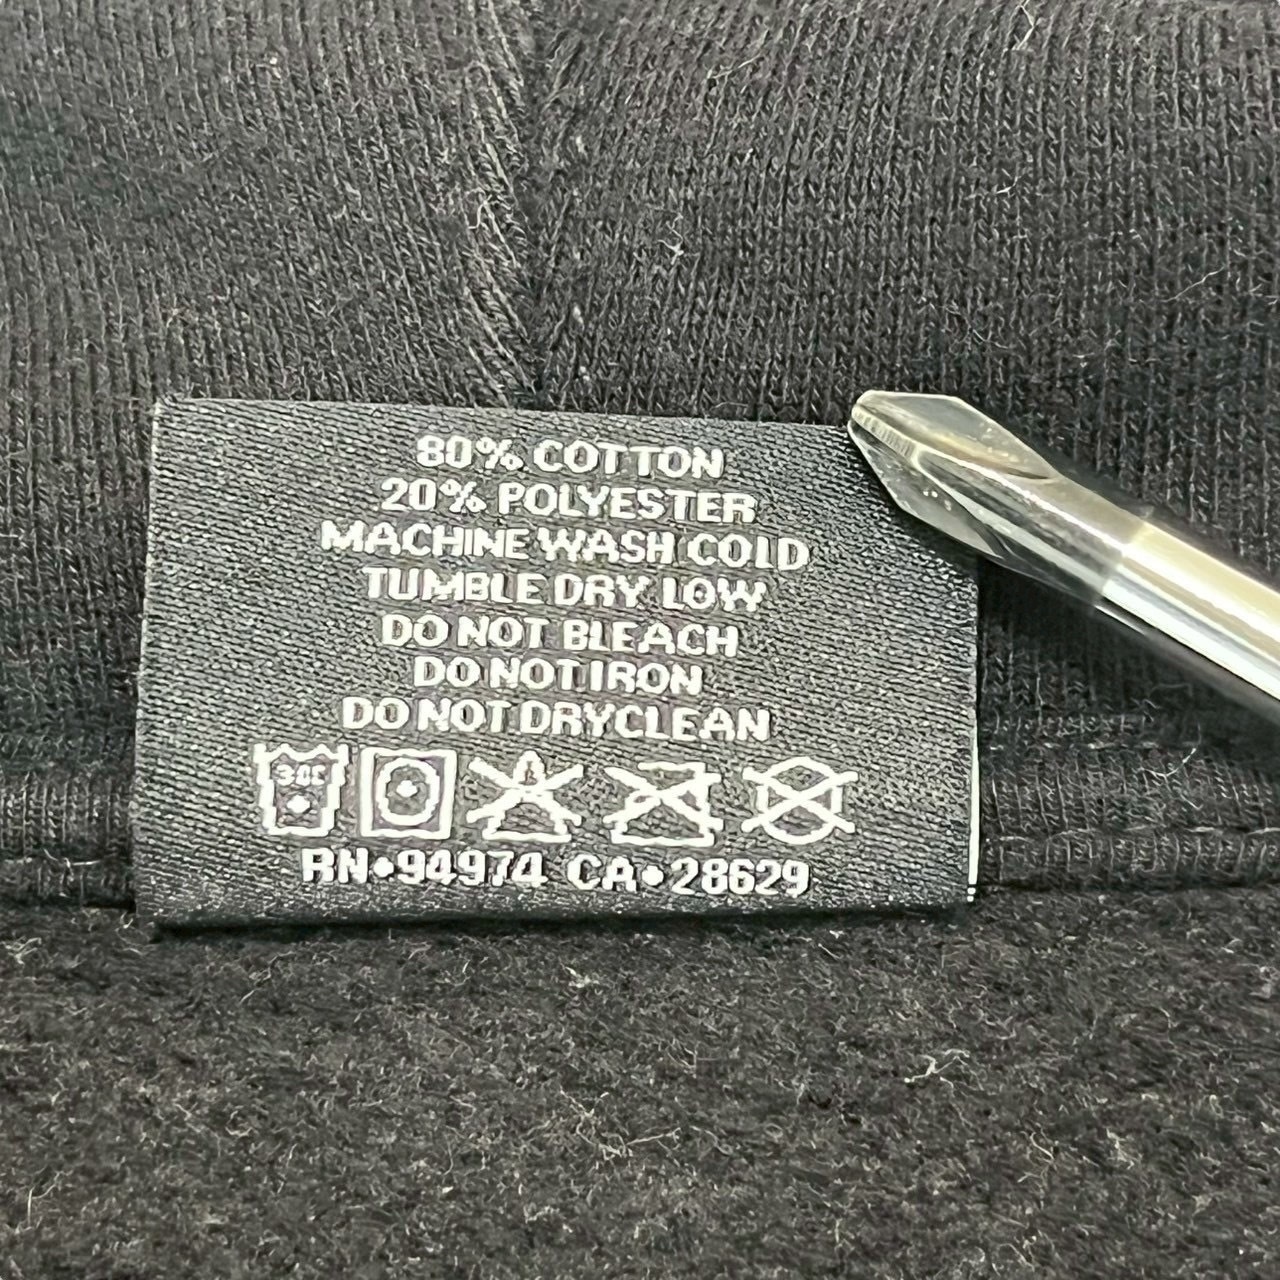 80% COTTON
20% POLYESTER
MACHINE WASH COLD
TUMBLE DRY LOW
DO NOT BLEACH
DO NOT IRON
DO NOT DRYCLEAN
RN•94974 CA•28629